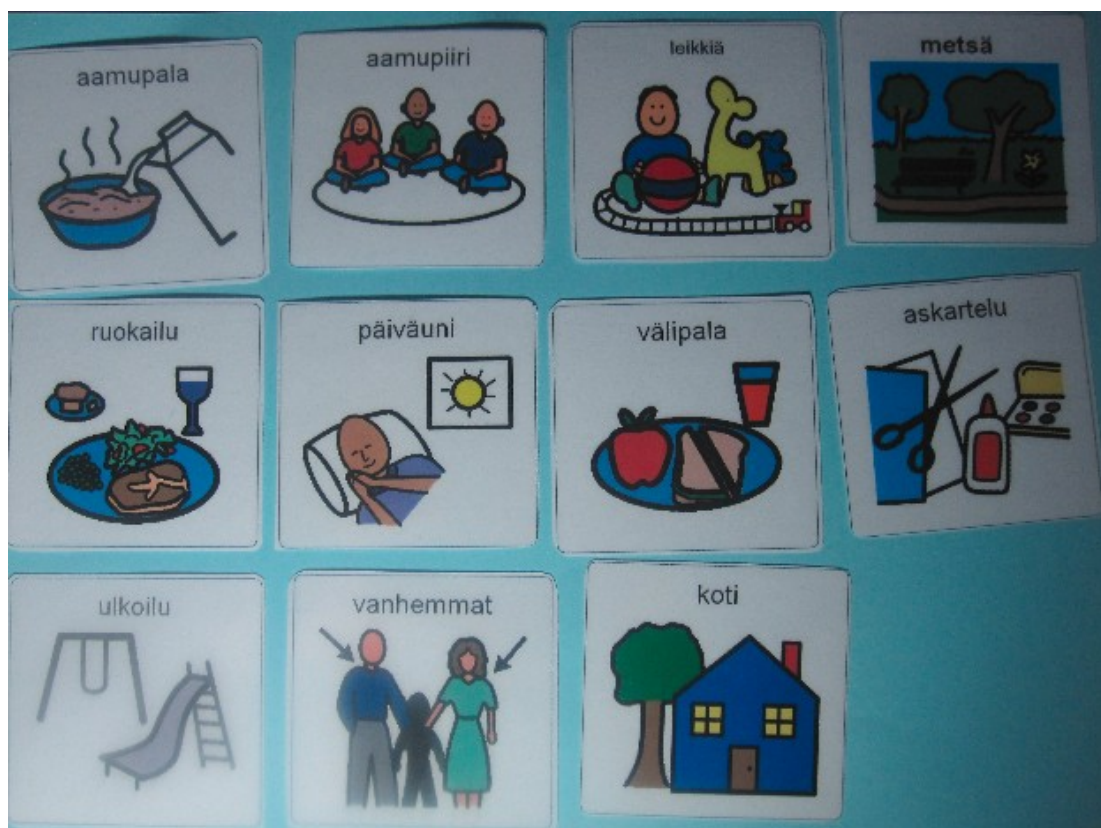 aamupala
aamupiiri
leikkiä
metsä
ruokailu
päiväuni
välipala
askartelu
ulkoilu
vanhemmat
koti